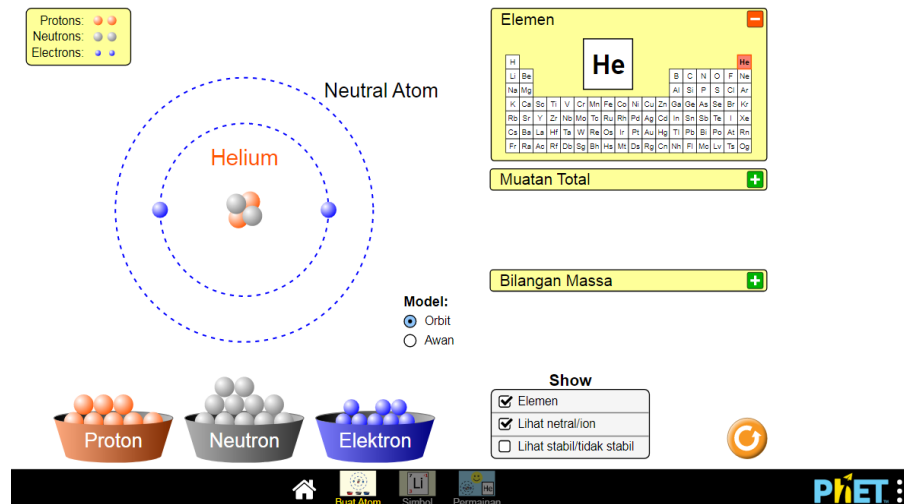 Protons:
Neutrons:
Electrons:
Neutral Atom
Helium
Elemen
He
H He
Li Be B C N O F Ne
Na Mg Al Si P S Cl Ar
K Ca Sc Ti V Cr Mn Fe Co Ni Cu Zn Ga Ge As Se Br Kr
Rb Sr Y Zr Nb Mo Tc Ru Rh Pd Ag Cd In Sn Sb Te I Xe
Cs Ba La Hf Ta W Re Os Ir Pt Au Hg Tl Pb Bi Po At Rn
Fr Ra Ac Rf Db Sg Bh Hs Mt Ds Rg Cn Nh Fl Mc Lv Ts Og
Muatan Total
Bilangan Massa
Model:
Orbit
Awan
Show
Elemen
Lihat netral/ion
Lihat stabil/tidak stabil
Proton
Neutron
Elektron
Buat Atom
Li
Simbol
He
Permainan
PhET